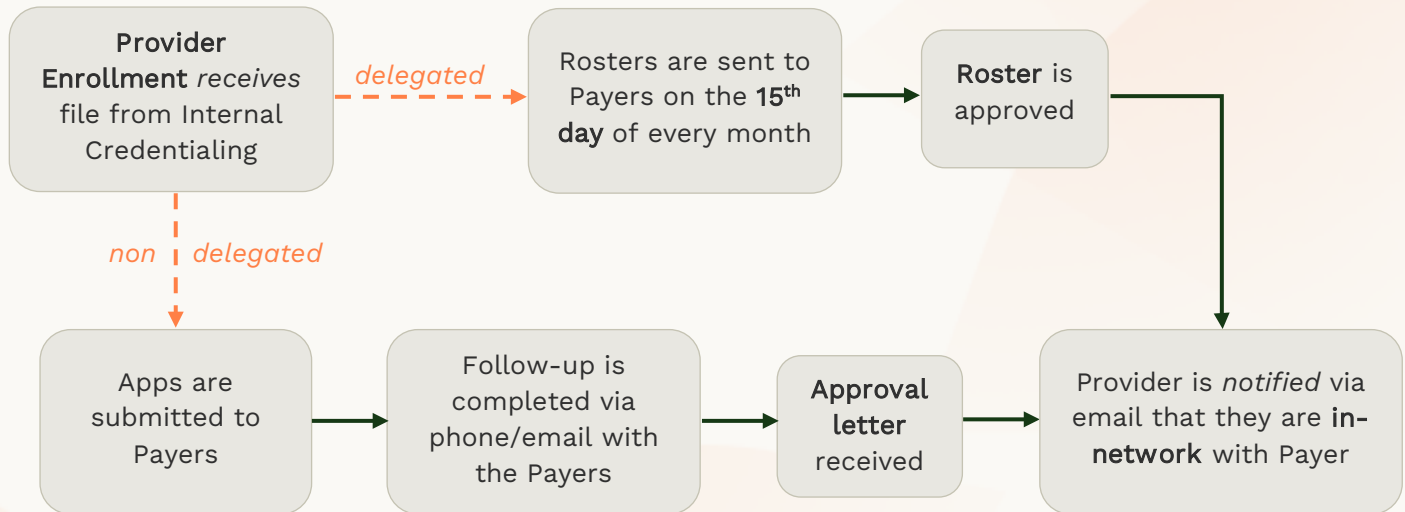 Provider
Enrollment receives
file from Internal
Credentialing
delegated
Rosters are sent to
Payers on the 15th
day of every month
Roster is
approved
non delegated
Apps are
submitted to
Payers
Follow-up is
completed via
phone/email with
the Payers
Approval
letter
received
Provider is notified via
email that they are in-
network with Payer